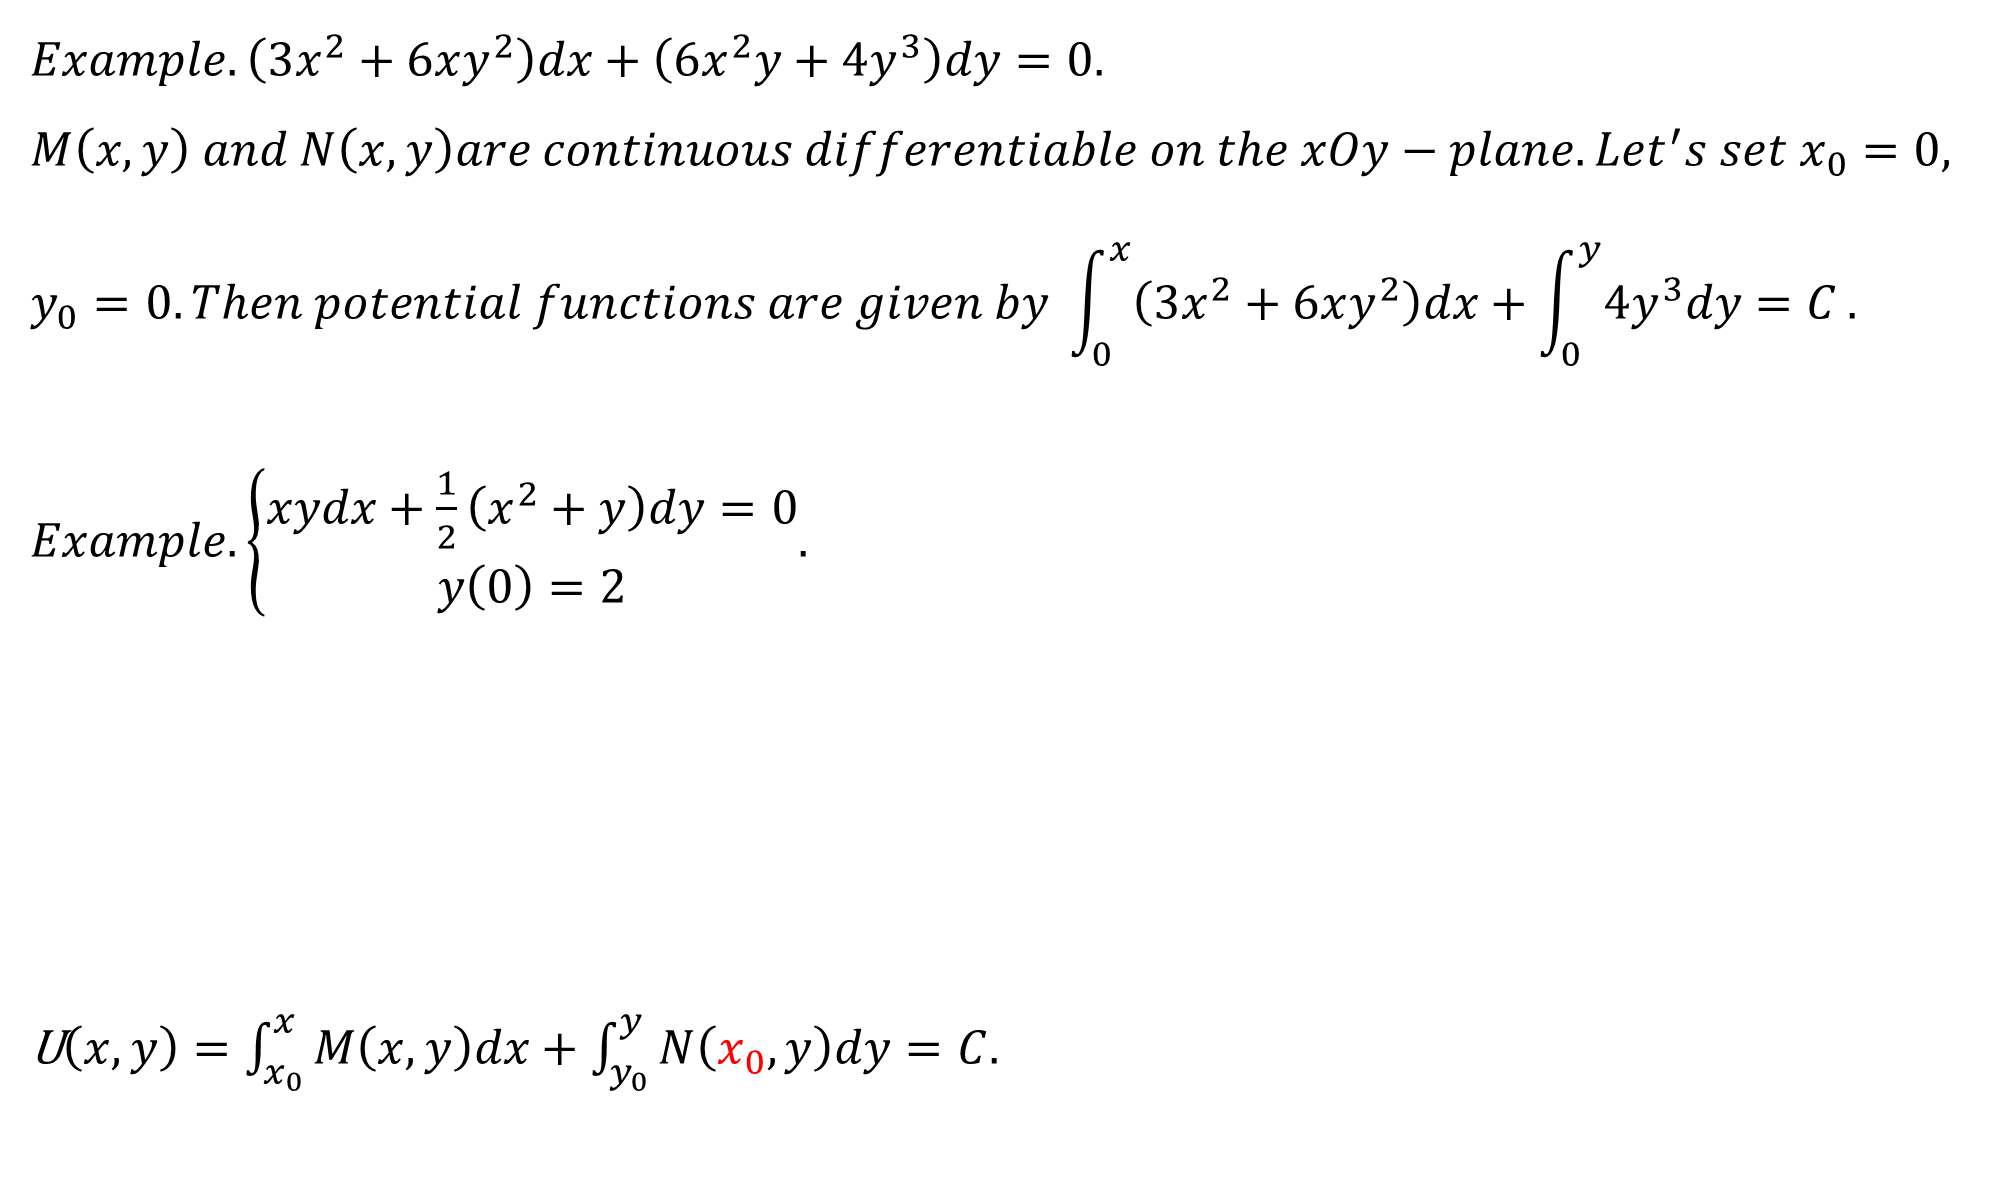 Example. (3x² + 6xy²)dx + (6x²y + 4y³)dy = 0.
M(x, y) and N(x, y)are continuous differentiable on the xOy − plane. Let's set x₀ = 0,
y₀ = 0. Then potential functions are given by ∫₀ˣ (3x² + 6xy²)dx + ∫₀ʸ 4y³dy = C .
Example. { xydx + ½ (x² + y)dy = 0
y(0) = 2 .
U(x, y) = ∫_{x₀}^{x} M(x, y)dx + ∫_{y₀}^{y} N(x₀, y)dy = C.